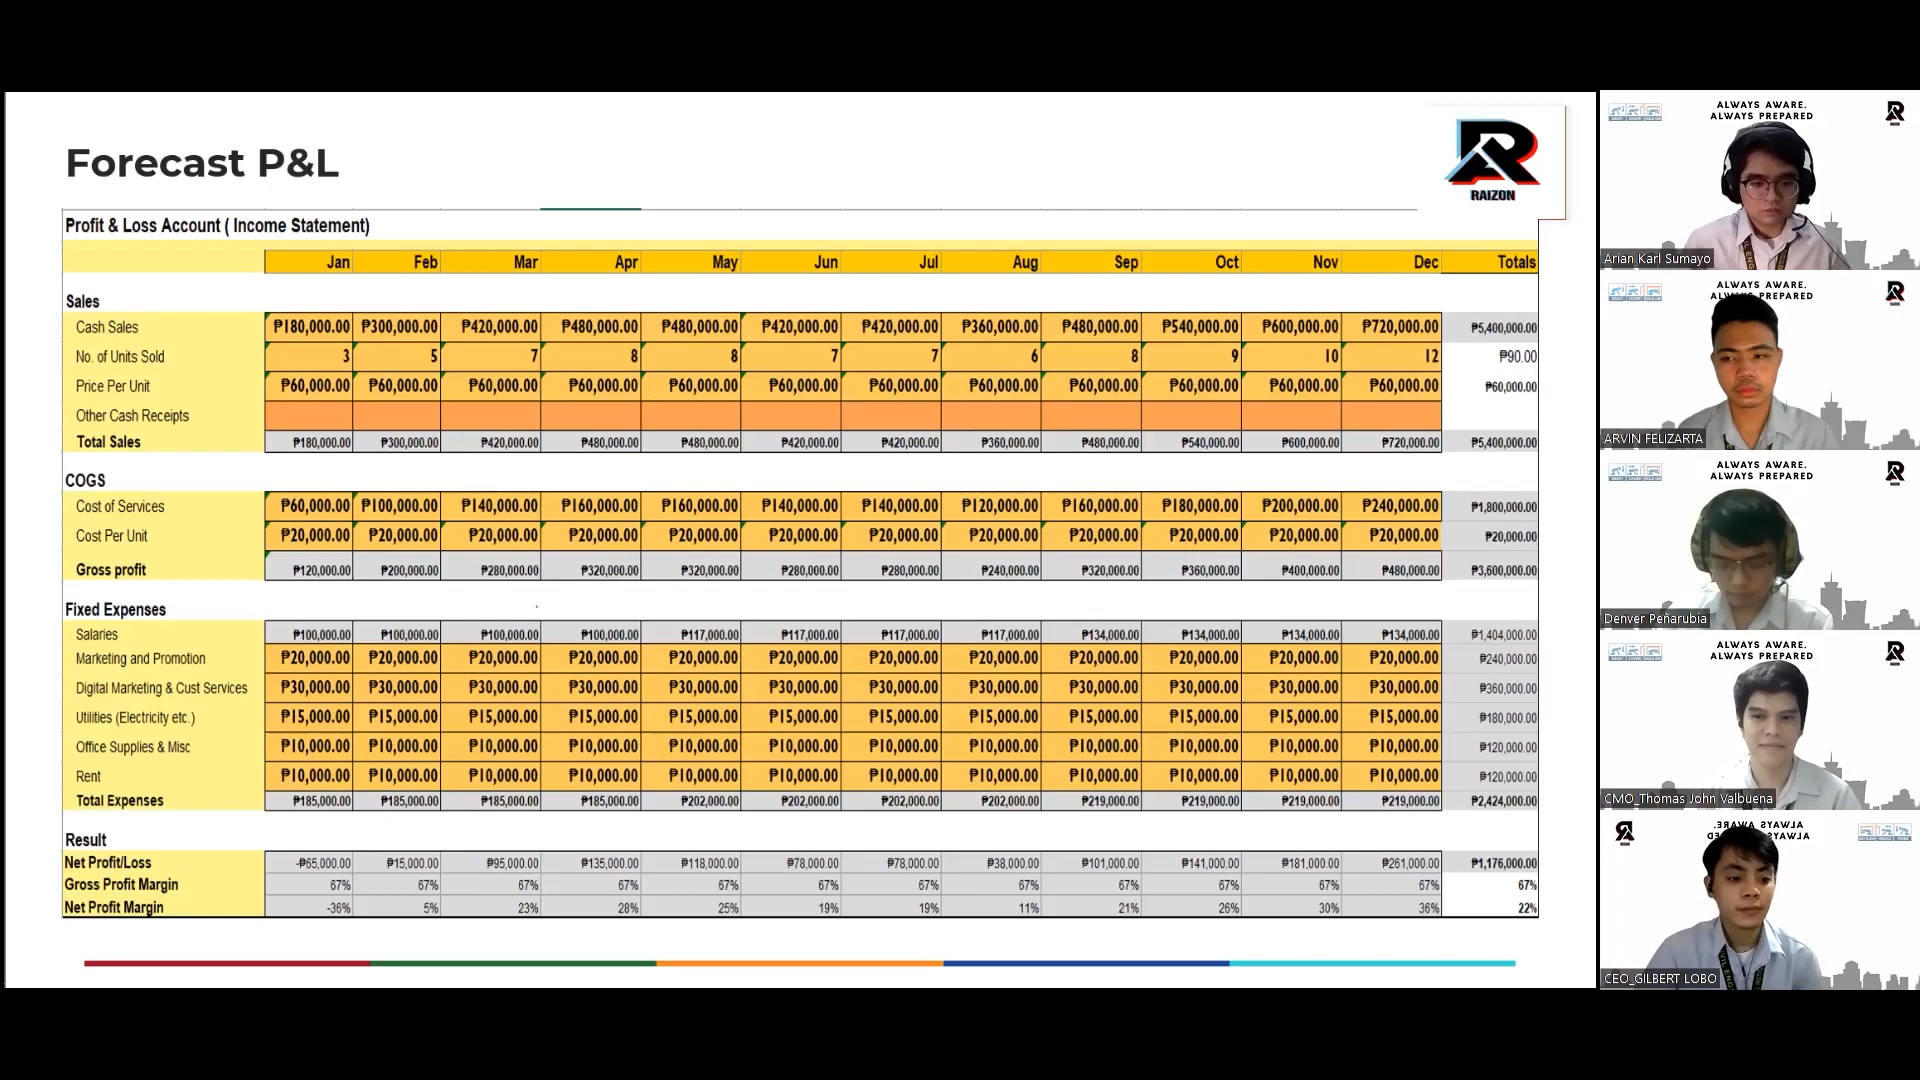 Forecast P&L
RAIZON
Profit & Loss Account ( Income Statement)
Jan Feb Mar Apr May Jun Jul Aug Sep Oct Nov Dec Totals
Sales
Cash Sales ₱180,000.00 ₱300,000.00 ₱420,000.00 ₱480,000.00 ₱480,000.00 ₱420,000.00 ₱420,000.00 ₱360,000.00 ₱480,000.00 ₱540,000.00 ₱600,000.00 ₱720,000.00 ₱5,400,000.00
No. of Units Sold 3 5 7 8 8 7 7 6 8 9 10 12 ₱90.00
Price Per Unit ₱60,000.00 ₱60,000.00 ₱60,000.00 ₱60,000.00 ₱60,000.00 ₱60,000.00 ₱60,000.00 ₱60,000.00 ₱60,000.00 ₱60,000.00 ₱60,000.00 ₱60,000.00 ₱60,000.00
Other Cash Receipts
Total Sales ₱180,000.00 ₱300,000.00 ₱420,000.00 ₱480,000.00 ₱480,000.00 ₱420,000.00 ₱420,000.00 ₱360,000.00 ₱480,000.00 ₱540,000.00 ₱600,000.00 ₱720,000.00 ₱5,400,000.00
COGS
Cost of Services ₱60,000.00 ₱100,000.00 ₱140,000.00 ₱160,000.00 ₱160,000.00 ₱140,000.00 ₱140,000.00 ₱120,000.00 ₱160,000.00 ₱180,000.00 ₱200,000.00 ₱240,000.00 ₱1,800,000.00
Cost Per Unit ₱20,000.00 ₱20,000.00 ₱20,000.00 ₱20,000.00 ₱20,000.00 ₱20,000.00 ₱20,000.00 ₱20,000.00 ₱20,000.00 ₱20,000.00 ₱20,000.00 ₱20,000.00 ₱20,000.00
Gross profit ₱120,000.00 ₱200,000.00 ₱280,000.00 ₱320,000.00 ₱320,000.00 ₱280,000.00 ₱280,000.00 ₱240,000.00 ₱320,000.00 ₱360,000.00 ₱400,000.00 ₱480,000.00 ₱3,600,000.00
Fixed Expenses
Salaries ₱100,000.00 ₱100,000.00 ₱100,000.00 ₱100,000.00 ₱117,000.00 ₱117,000.00 ₱117,000.00 ₱117,000.00 ₱134,000.00 ₱134,000.00 ₱134,000.00 ₱134,000.00 ₱1,404,000.00
Marketing and Promotion ₱20,000.00 ₱20,000.00 ₱20,000.00 ₱20,000.00 ₱20,000.00 ₱20,000.00 ₱20,000.00 ₱20,000.00 ₱20,000.00 ₱20,000.00 ₱20,000.00 ₱20,000.00 ₱240,000.00
Digital Marketing & Cust Services ₱30,000.00 ₱30,000.00 ₱30,000.00 ₱30,000.00 ₱30,000.00 ₱30,000.00 ₱30,000.00 ₱30,000.00 ₱30,000.00 ₱30,000.00 ₱30,000.00 ₱30,000.00 ₱360,000.00
Utilities (Electricity etc.) ₱15,000.00 ₱15,000.00 ₱15,000.00 ₱15,000.00 ₱15,000.00 ₱15,000.00 ₱15,000.00 ₱15,000.00 ₱15,000.00 ₱15,000.00 ₱15,000.00 ₱15,000.00 ₱180,000.00
Office Supplies & Misc ₱10,000.00 ₱10,000.00 ₱10,000.00 ₱10,000.00 ₱10,000.00 ₱10,000.00 ₱10,000.00 ₱10,000.00 ₱10,000.00 ₱10,000.00 ₱10,000.00 ₱10,000.00 ₱120,000.00
Rent ₱10,000.00 ₱10,000.00 ₱10,000.00 ₱10,000.00 ₱10,000.00 ₱10,000.00 ₱10,000.00 ₱10,000.00 ₱10,000.00 ₱10,000.00 ₱10,000.00 ₱10,000.00 ₱120,000.00
Total Expenses ₱185,000.00 ₱185,000.00 ₱185,000.00 ₱185,000.00 ₱202,000.00 ₱202,000.00 ₱202,000.00 ₱202,000.00 ₱219,000.00 ₱219,000.00 ₱219,000.00 ₱219,000.00 ₱2,424,000.00
Result
Net Profit/Loss -₱65,000.00 ₱15,000.00 ₱95,000.00 ₱135,000.00 ₱118,000.00 ₱78,000.00 ₱78,000.00 ₱38,000.00 ₱101,000.00 ₱141,000.00 ₱181,000.00 ₱261,000.00 ₱1,176,000.00
Gross Profit Margin 67% 67% 67% 67% 67% 67% 67% 67% 67% 67% 67% 67% 67%
Net Profit Margin -36% 5% 23% 28% 25% 19% 19% 11% 21% 26% 30% 36% 22%
ALWAYS AWARE.
ALWAYS PREPARED
Arian Karl Sumayo
ALWAYS AWARE.
ALWAYS PREPARED
ARVIN FELIZARTA
ALWAYS AWARE.
ALWAYS PREPARED
Denver Peñarubia
ALWAYS AWARE.
ALWAYS PREPARED
CMO_Thomas John Valbuena
ALWAYS AWARE.
CEO_GILBERT LOBO